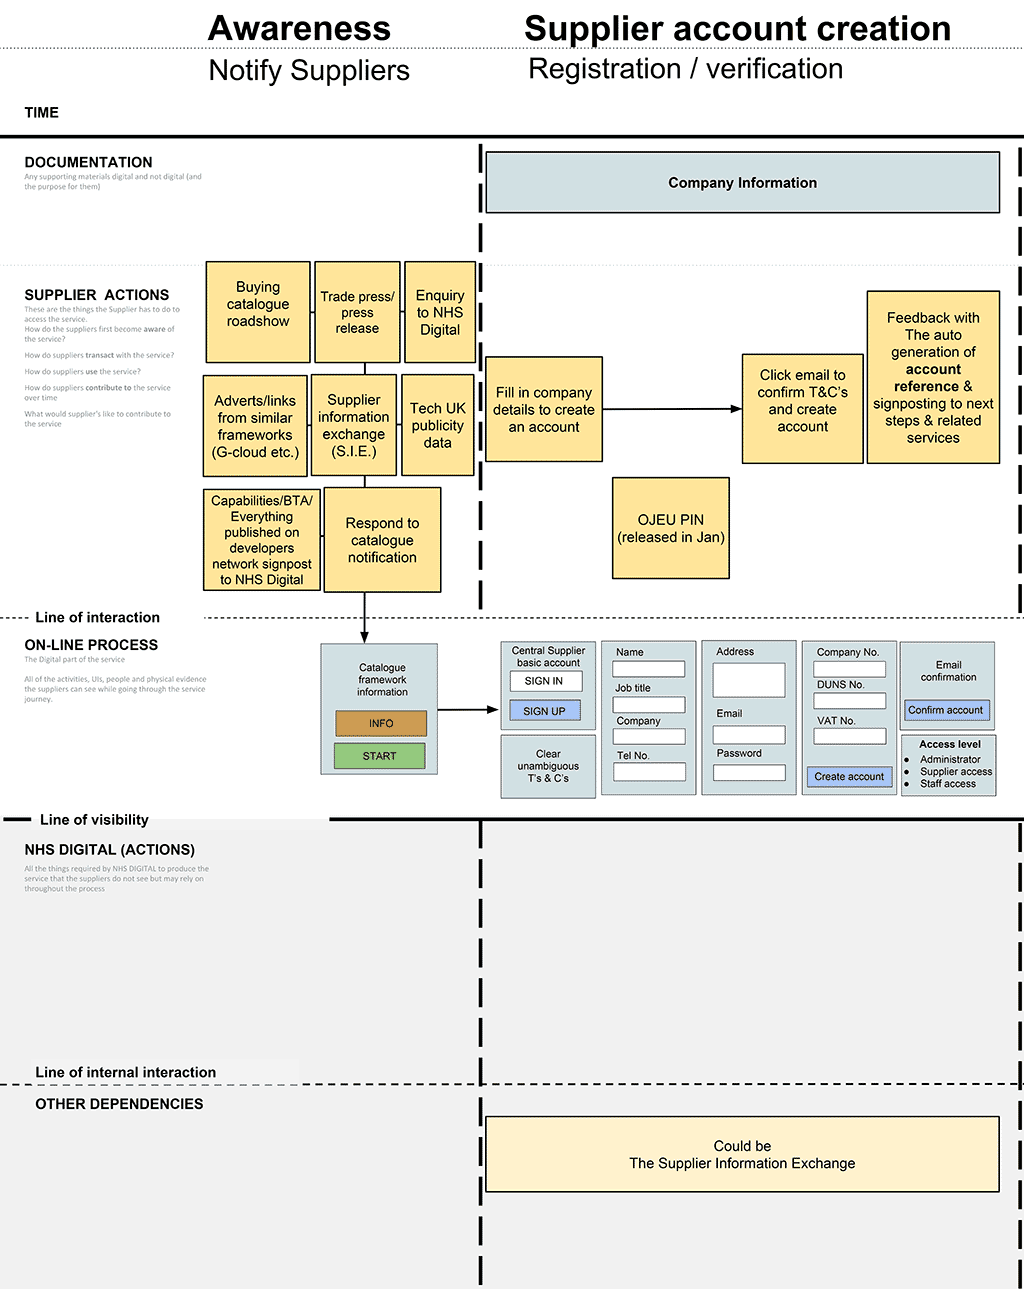 Awareness
Supplier account creation
Notify Suppliers
Registration / verification
TIME
DOCUMENTATION
Any supporting materials digital and not digital (and
the purpose for them)
Company Information
SUPPLIER  ACTIONS
These are the things the Supplier has to do to
access the service.
How do the suppliers first become aware of
the service?
How do suppliers transact with the service?
How do suppliers use the service?
How do suppliers contribute to the service
over time
What would supplier's like to contribute to
the service
Buying
catalogue
roadshow
Trade press/
press
release
Enquiry
to NHS
Digital
Adverts/links
from similar
frameworks
(G-cloud etc.)
Supplier
information
exchange
(S.I.E.)
Tech UK
publicity
data
Capabilities/BTA/
Everything
published on
developers
network signpost
to NHS Digital
Respond to
catalogue
notification
Fill in company
details to create
an account
OJEU PIN
(released in Jan)
Click email to
confirm T&C's
and create
account
Feedback with
The auto
generation of
account
reference &
signposting to next
steps & related
services
Line of interaction
ON-LINE PROCESS
The Digital part of the service
All of the activities, UIs, people and physical evidence
the suppliers can see while going through the service
journey.
Catalogue
framework
information
INFO
START
Central Supplier
basic account
SIGN IN
SIGN UP
Clear
unambiguous
T's & C's
Name
Job title
Company
Tel No.
Address
Email
Password
Company No.
DUNS No.
VAT No.
Create account
Email
confirmation
Confirm account
Access level
● Administrator
● Supplier access
● Staff access
Line of visibility
NHS DIGITAL (ACTIONS)
All the things required by NHS DIGITAL to produce the
service that the suppliers do not see but may rely on
throughout the process
Line of internal interaction
OTHER DEPENDENCIES
Could be
The Supplier Information Exchange